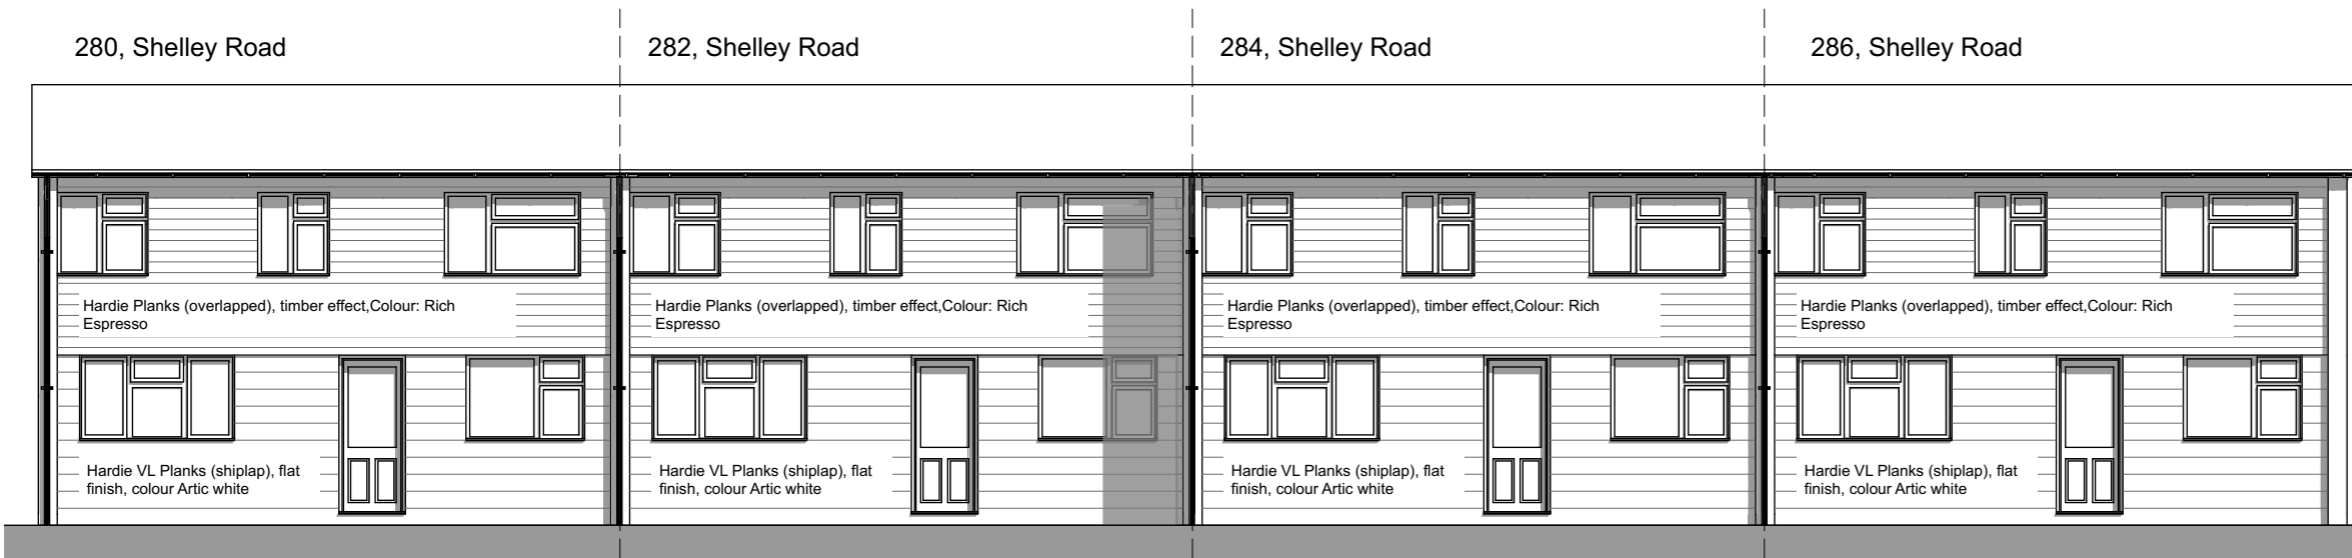 280, Shelley Road
282, Shelley Road
284, Shelley Road
286, Shelley Road
Hardie Planks (overlapped), timber effect,Colour: Rich
Espresso
Hardie Planks (overlapped), timber effect,Colour: Rich
Espresso
Hardie Planks (overlapped), timber effect,Colour: Rich
Espresso
Hardie Planks (overlapped), timber effect,Colour: Rich
Espresso
Hardie VL Planks (shiplap), flat
finish, colour Artic white
Hardie VL Planks (shiplap), flat
finish, colour Artic white
Hardie VL Planks (shiplap), flat
finish, colour Artic white
Hardie VL Planks (shiplap), flat
finish, colour Artic white